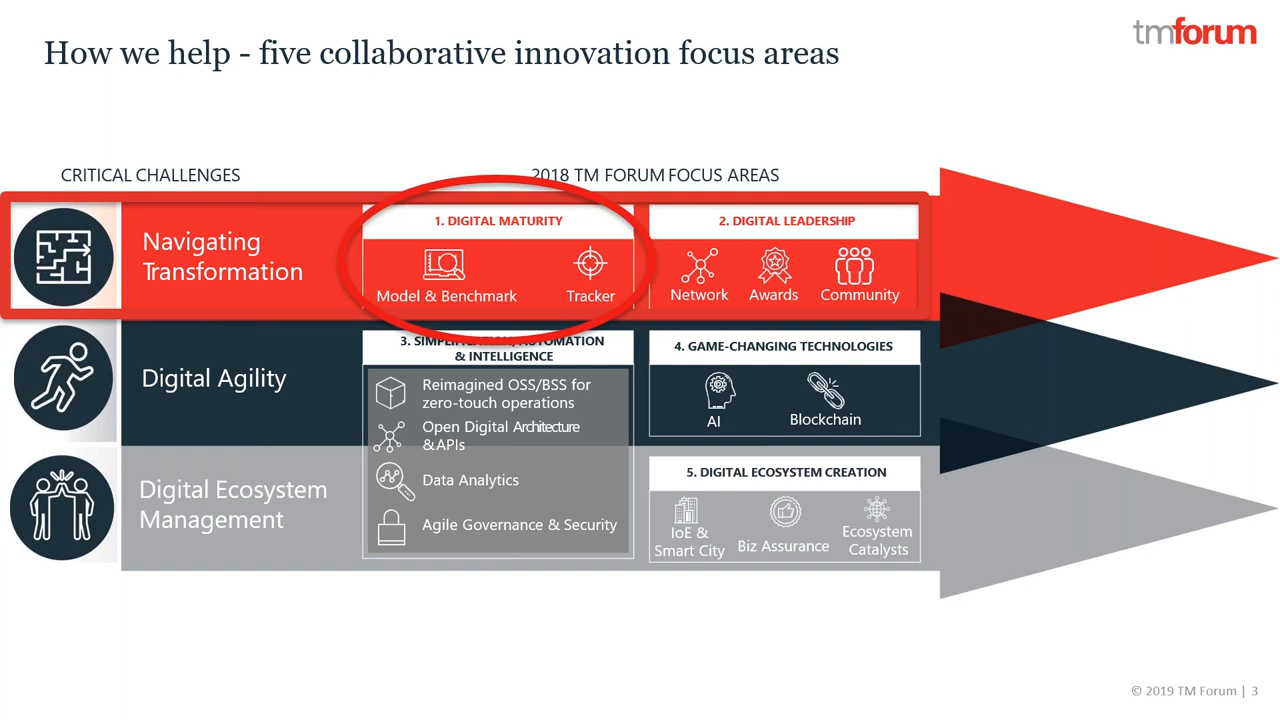 tmforum
How we help - five collaborative innovation focus areas
CRITICAL CHALLENGES
2018 TM FORUM FOCUS AREAS
Navigating
Transformation
1. DIGITAL MATURITY
Model & Benchmark
Tracker
2. DIGITAL LEADERSHIP
Network
Awards
Community
Digital Agility
3. SIMPLIFICATION, AUTOMATION
& INTELLIGENCE
Reimagined OSS/BSS for
zero-touch operations
Open Digital Architecture
& APIs
Data Analytics
Agile Governance & Security
4. GAME-CHANGING TECHNOLOGIES
AI
Blockchain
Digital Ecosystem
Management
5. DIGITAL ECOSYSTEM CREATION
IoE &
Smart City
Biz Assurance
Ecosystem
Catalysts
© 2019 TM Forum | 3